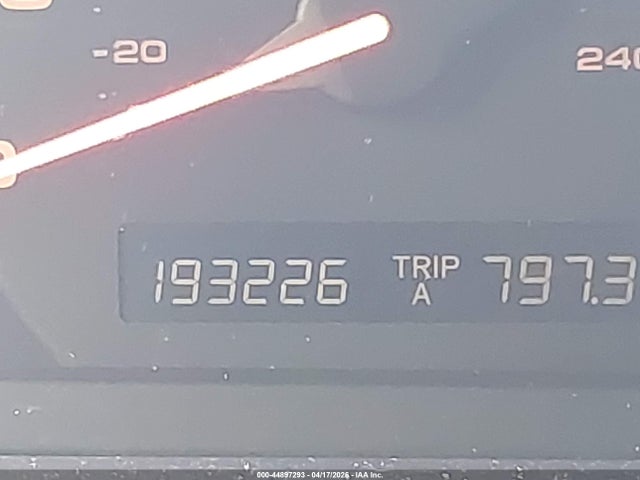 -20
240
193226 TRIP A 797.3
000-44897293 - 04/17/2026 - IAA Inc.